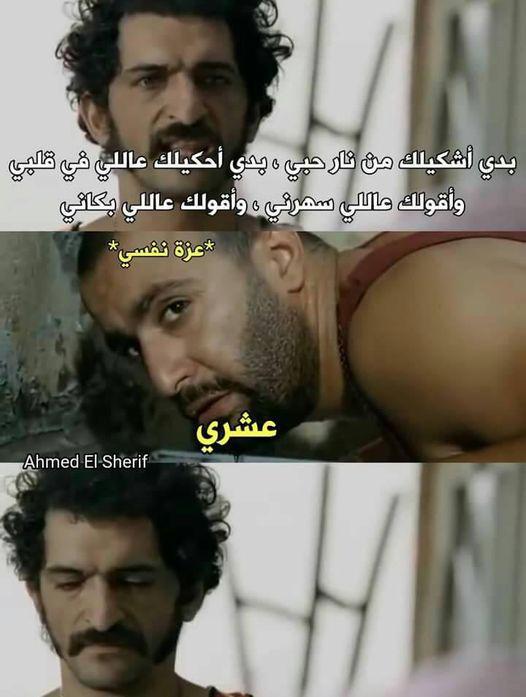 بدي أشكيلك من نار حبي ، بدي أحكيلك عاللي في قلبي
وأقولك عاللي سهرني ، وأقولك عاللي بكاني
*عزة نفسي*
عشري
Ahmed El Sherif